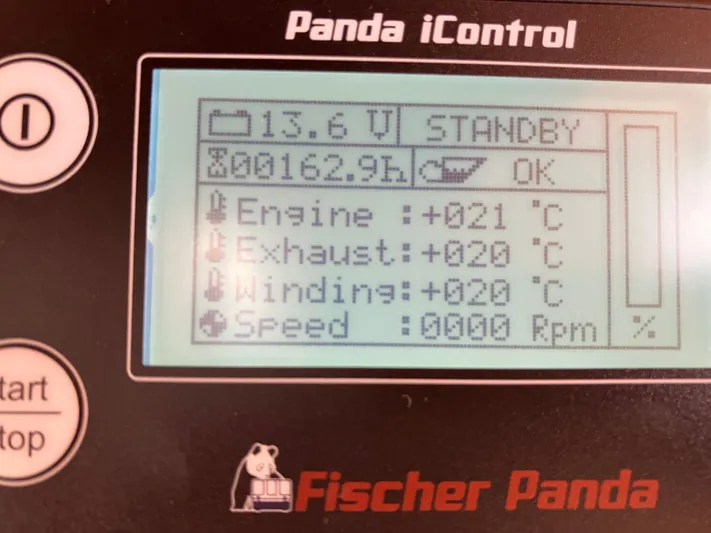 Panda iControl
13.6 V STANDBY
00162.9h OK
Engine :+021 °C
Exhaust:+020 °C
Winding:+020 °C
Speed :0000 Rpm %
tart
top
Fischer Panda